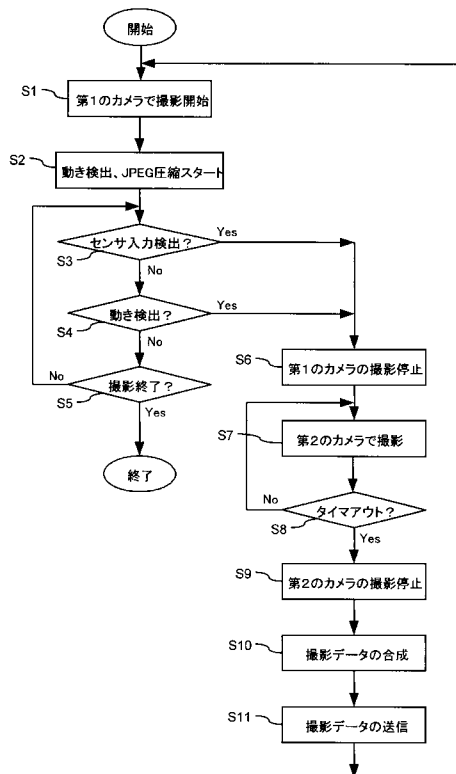 開始
S1
第1のカメラで撮影開始
S2
動き検出、JPEG圧縮スタート
センサ入力検出？
Yes
S3
No
動き検出？
Yes
S4
No
撮影終了？
No
S5
Yes
終了
S6
第1のカメラの撮影停止
S7
第2のカメラで撮影
タイマアウト？
No
S8
Yes
S9
第2のカメラの撮影停止
S10
撮影データの合成
S11
撮影データの送信